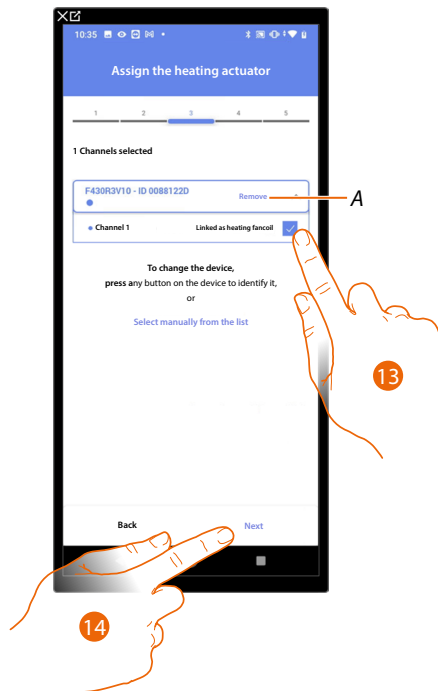 10:35
Assign the heating actuator
1 2 3 4 5
1 Channels selected
F430R3V10 - ID 0088122D
Remove
A
Channel 1
Linked as heating fancoil
13
To change the device,
press any button on the device to identify it,
or
Select manually from the list
Back
Next
14